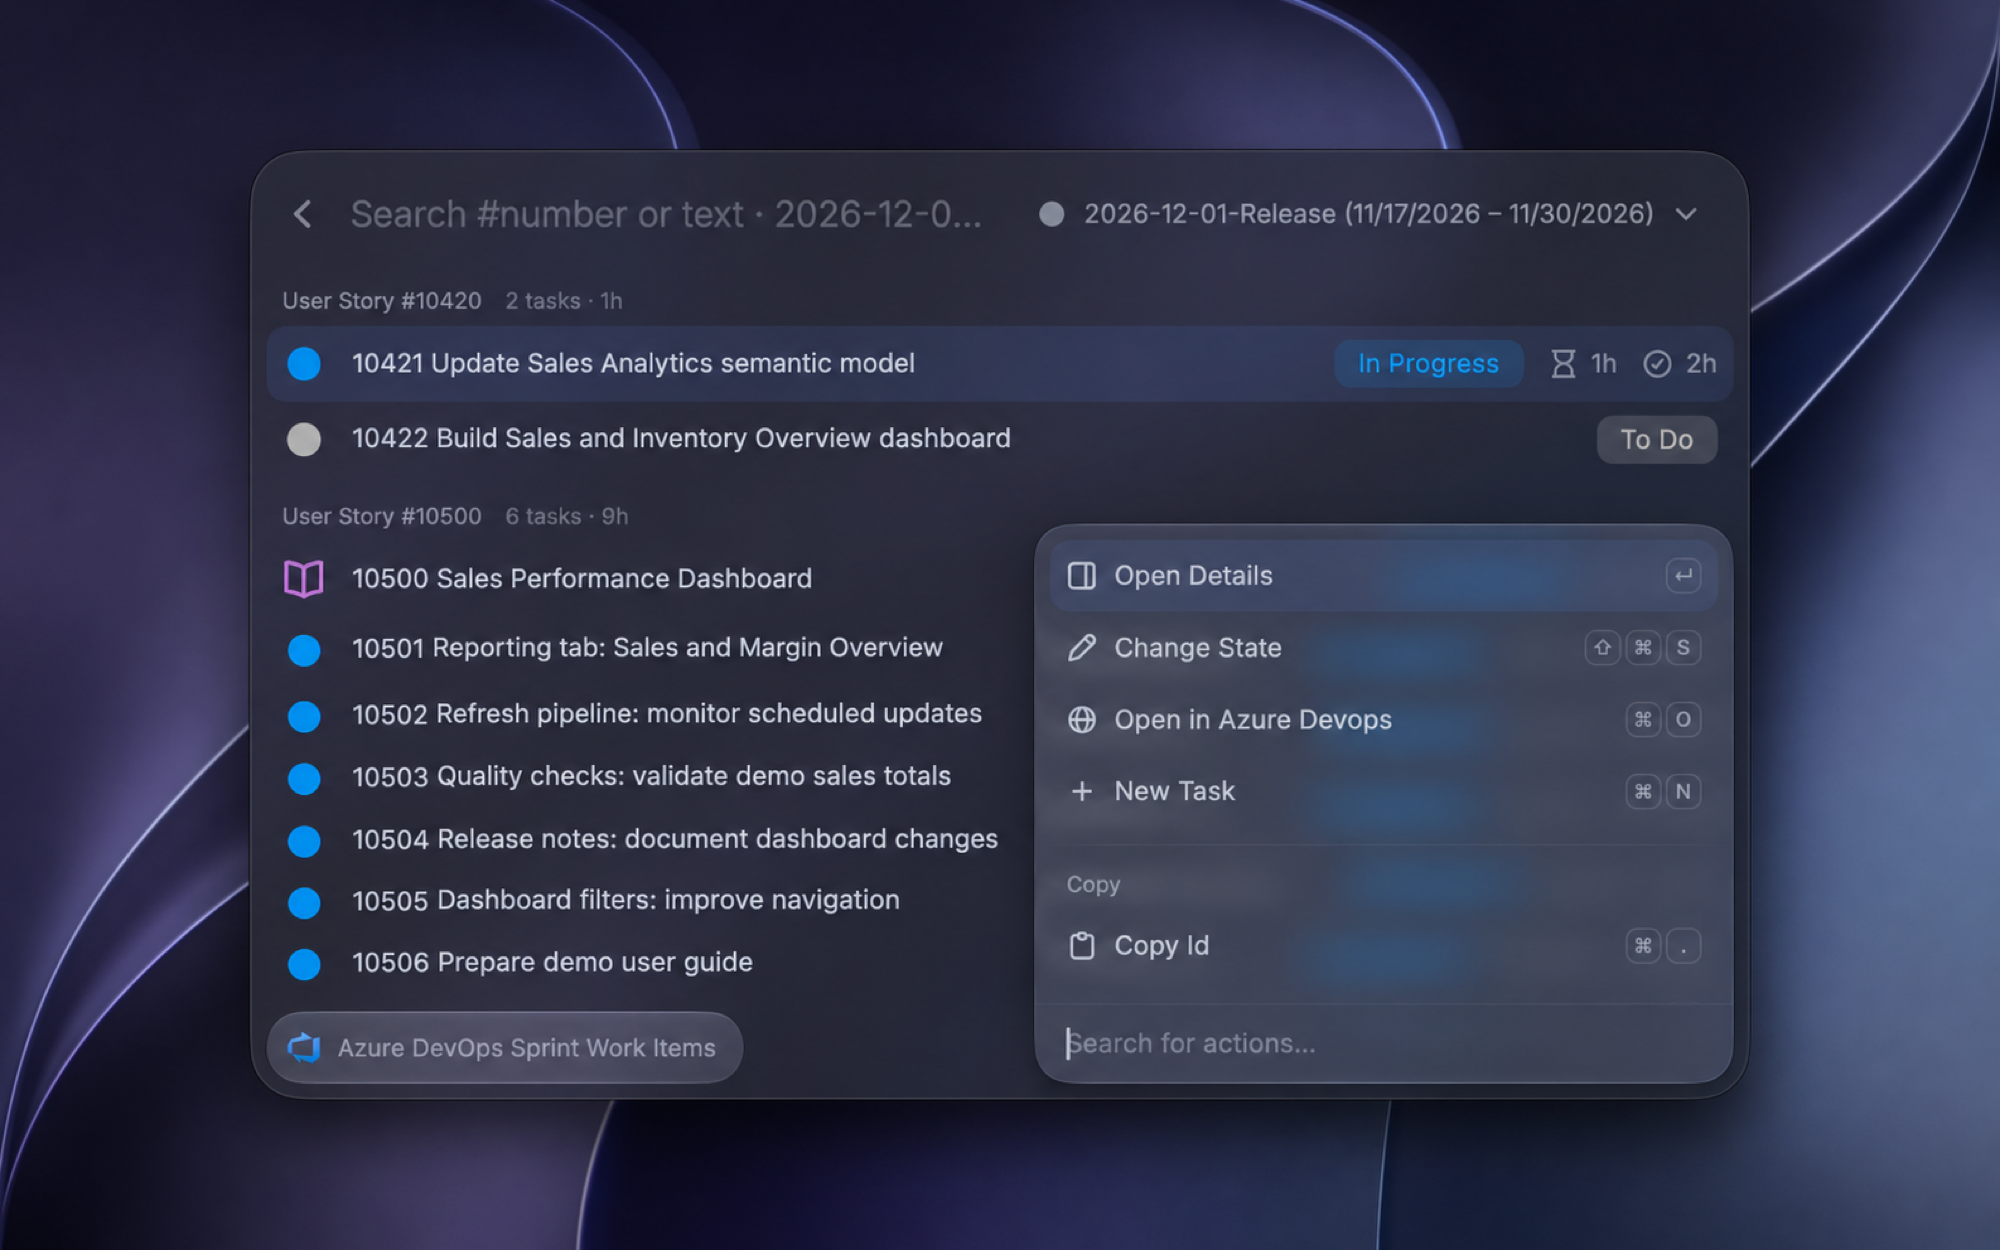 Search #number or text · 2026-12-0...
2026-12-01-Release (11/17/2026 – 11/30/2026)
User Story #10420 2 tasks · 1h
10421 Update Sales Analytics semantic model In Progress 1h 2h
10422 Build Sales and Inventory Overview dashboard To Do
User Story #10500 6 tasks · 9h
10500 Sales Performance Dashboard
10501 Reporting tab: Sales and Margin Overview
10502 Refresh pipeline: monitor scheduled updates
10503 Quality checks: validate demo sales totals
10504 Release notes: document dashboard changes
10505 Dashboard filters: improve navigation
10506 Prepare demo user guide
Azure DevOps Sprint Work Items
Open Details ↵
Change State ⇧ ⌘ S
Open in Azure Devops ⌘ O
New Task ⌘ N
Copy
Copy Id ⌘ .
Search for actions...